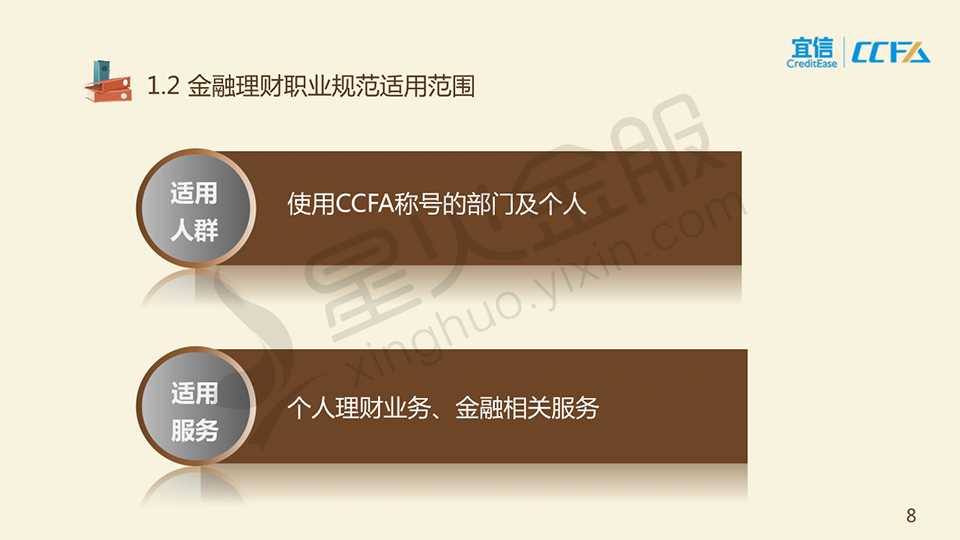 宜信
CreditEase
CCFA
1.2 金融理财职业规范适用范围
适用
人群
使用CCFA称号的部门及个人
星火金服
xinghuo.yixin.com
适用
服务
个人理财业务、金融相关服务
8